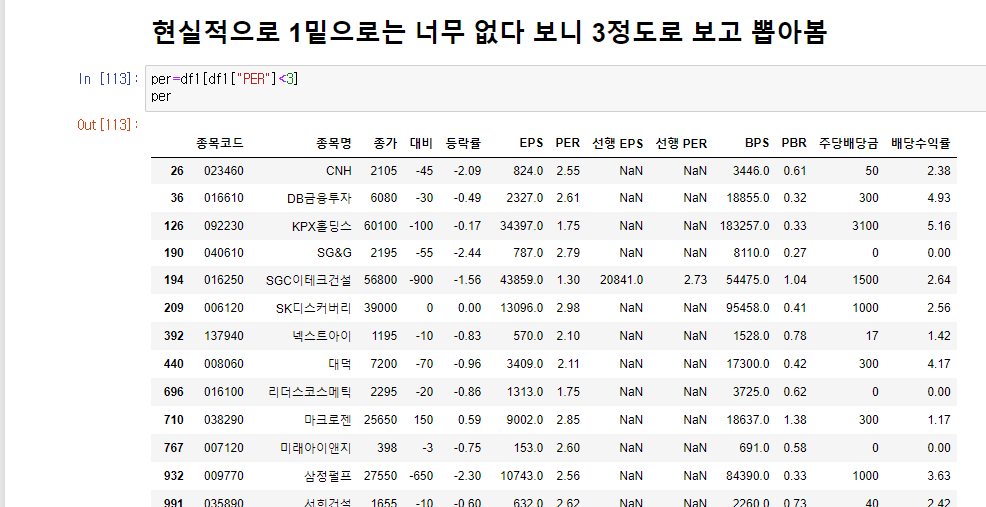 현실적으로 1밑으로는 너무 없다 보니 3정도로 보고 뽑아봄
In [113]: per=df1[df1["PER"]<3]
per
Out[113]:
종목코드 종목명 종가 대비 등락률 EPS PER 선행 EPS 선행 PER BPS PBR 주당배당금 배당수익률
26 023460 CNH 2105 -45 -2.09 824.0 2.55 NaN NaN 3446.0 0.61 50 2.38
36 016610 DB금융투자 6080 -30 -0.49 2327.0 2.61 NaN NaN 18855.0 0.32 300 4.93
126 092230 KPX홀딩스 60100 -100 -0.17 34397.0 1.75 NaN NaN 183257.0 0.33 3100 5.16
190 040610 SG&G 2195 -55 -2.44 787.0 2.79 NaN NaN 8110.0 0.27 0 0.00
194 016250 SGC이테크건설 56800 -900 -1.56 43859.0 1.30 20841.0 2.73 54475.0 1.04 1500 2.64
209 006120 SK디스커버리 39000 0 0.00 13096.0 2.98 NaN NaN 95458.0 0.41 1000 2.56
392 137940 넥스트아이 1195 -10 -0.83 570.0 2.10 NaN NaN 1528.0 0.78 17 1.42
440 008060 대덕 7200 -70 -0.96 3409.0 2.11 NaN NaN 17300.0 0.42 300 4.17
696 016100 리더스코스메틱 2295 -20 -0.86 1313.0 1.75 NaN NaN 3725.0 0.62 0 0.00
710 038290 마크로젠 25650 150 0.59 9002.0 2.85 NaN NaN 18637.0 1.38 300 1.17
767 007120 미래아이앤지 398 -3 -0.75 153.0 2.60 NaN NaN 691.0 0.58 0 0.00
932 009770 삼정펄프 27550 -650 -2.30 10743.0 2.56 NaN NaN 84390.0 0.33 1000 3.63
991 035890 서희건설 1655 -10 -0.60 632.0 2.62 NaN NaN 2260.0 0.73 40 2.42